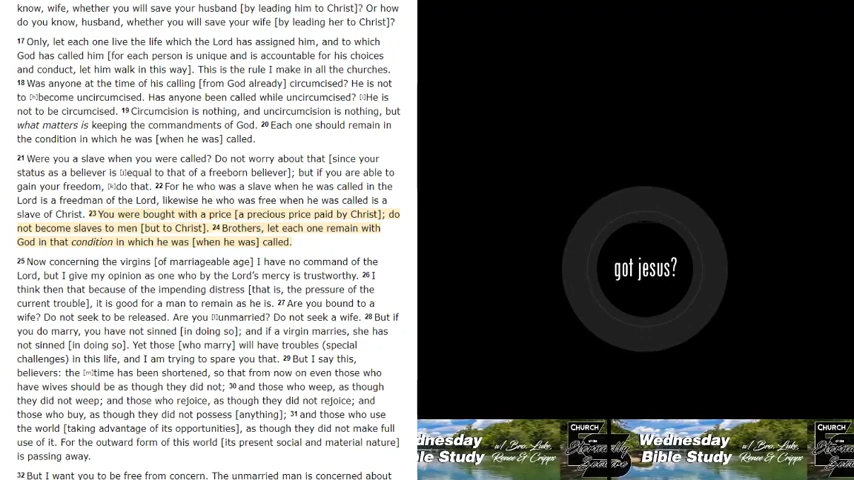 know, wife, whether you will save your husband [by leading him to Christ]? Or how
do you know, husband, whether you will save your wife [by leading her to Christ]?
17 Only, let each one live the life which the Lord has assigned him, and to which
God has called him [for each person is unique and is accountable for his choices
and conduct, let him walk in this way]. This is the rule I make in all the churches.
18 Was anyone at the time of his calling [from God already] circumcised? He is not
to [h]become uncircumcised. Has anyone been called while uncircumcised? [i]He is
not to be circumcised. 19 Circumcision is nothing, and uncircumcision is nothing, but
what matters is keeping the commandments of God. 20 Each one should remain in
the condition in which he was [when he was] called.
21 Were you a slave when you were called? Do not worry about that [since your
status as a believer is [j]equal to that of a freeborn believer]; but if you are able to
gain your freedom, [k]do that. 22 For he who was a slave when he was called in the
Lord is a freedman of the Lord, likewise he who was free when he was called is a
slave of Christ. 23 You were bought with a price [a precious price paid by Christ]; do
not become slaves to men [but to Christ]. 24 Brothers, let each one remain with
God in that condition in which he was [when he was] called.
25 Now concerning the virgins [of marriageable age] I have no command of the
Lord, but I give my opinion as one who by the Lord's mercy is trustworthy. 26 I
think then that because of the impending distress [that is, the pressure of the
current trouble], it is good for a man to remain as he is. 27 Are you bound to a
wife? Do not seek to be released. Are you [l]unmarried? Do not seek a wife. 28 But if
you do marry, you have not sinned [in doing so]; and if a virgin marries, she has
not sinned [in doing so]. Yet those [who marry] will have troubles (special
challenges) in this life, and I am trying to spare you that. 29 But I say this,
believers: the [m]time has been shortened, so that from now on even those who
have wives should be as though they did not; 30 and those who weep, as though
they did not weep; and those who rejoice, as though they did not rejoice; and
those who buy, as though they did not possess [anything]; 31 and those who use
the world [taking advantage of its opportunities], as though they did not make full
use of it. For the outward form of this world [its present social and material nature]
is passing away.
32 But I want you to be free from concern. The unmarried man is concerned about
got jesus?
dnesday
ble Study
w/ Bro. Luke,
Renee & Cripps
CHURCH
Wednesday
Bible Study
w/ Bro. Luke,
Renee & Cripps
CHURCH